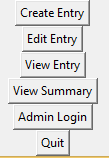 Create Entry
Edit Entry
View Entry
View Summary
Admin Login
Quit